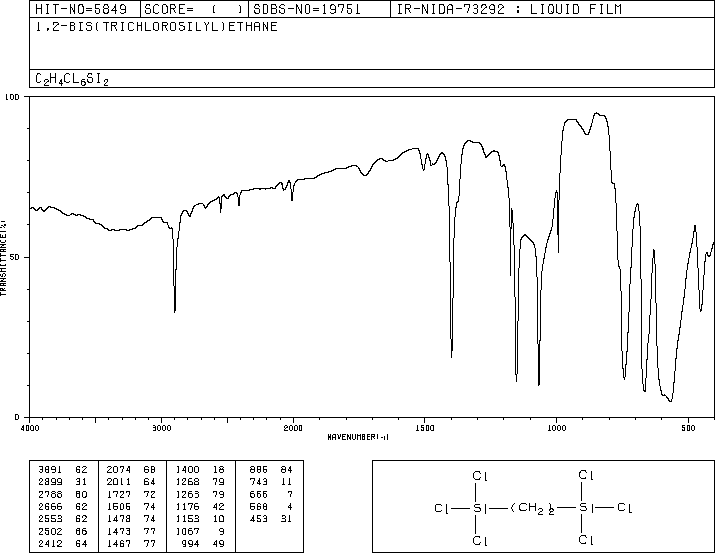 HIT-NO=5849 SCORE= ( ) SDBS-NO=19751 IR-NIDA-73292 : LIQUID FILM
1,2-BIS(TRICHLOROSILYL)ETHANE
C2H4CL6SI2
100
50
0
TRANSMITTANCE(%)
4000 3000 2000 1500 1000 500
WAVENUMBER(-1)
3891 62 2074 68 1400 18 886 84
2899 31 2011 64 1268 79 743 11
2788 60 1727 72 1263 79 666 7
2666 62 1506 74 1176 42 568 4
2553 62 1478 74 1153 10 453 31
2502 66 1473 77 1067 9
2412 64 1467 77 994 49
Cl Cl
Cl Si (CH2)2 Si Cl
Cl Cl